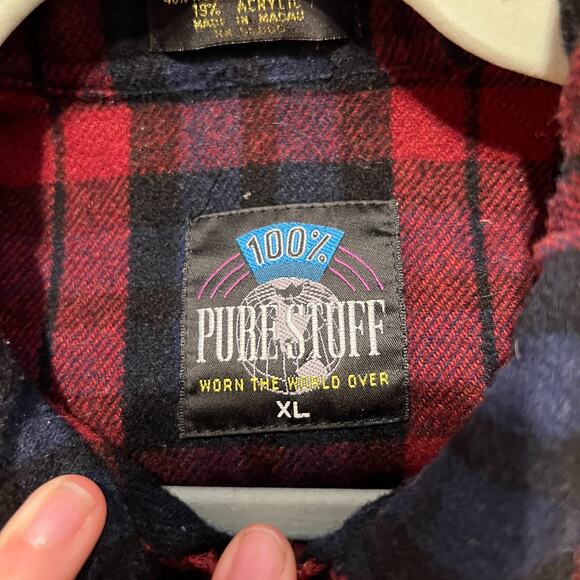 19% ACRYLIC
MADE IN MACAU
100%
PURE STUFF
WORN THE WORLD OVER
XL